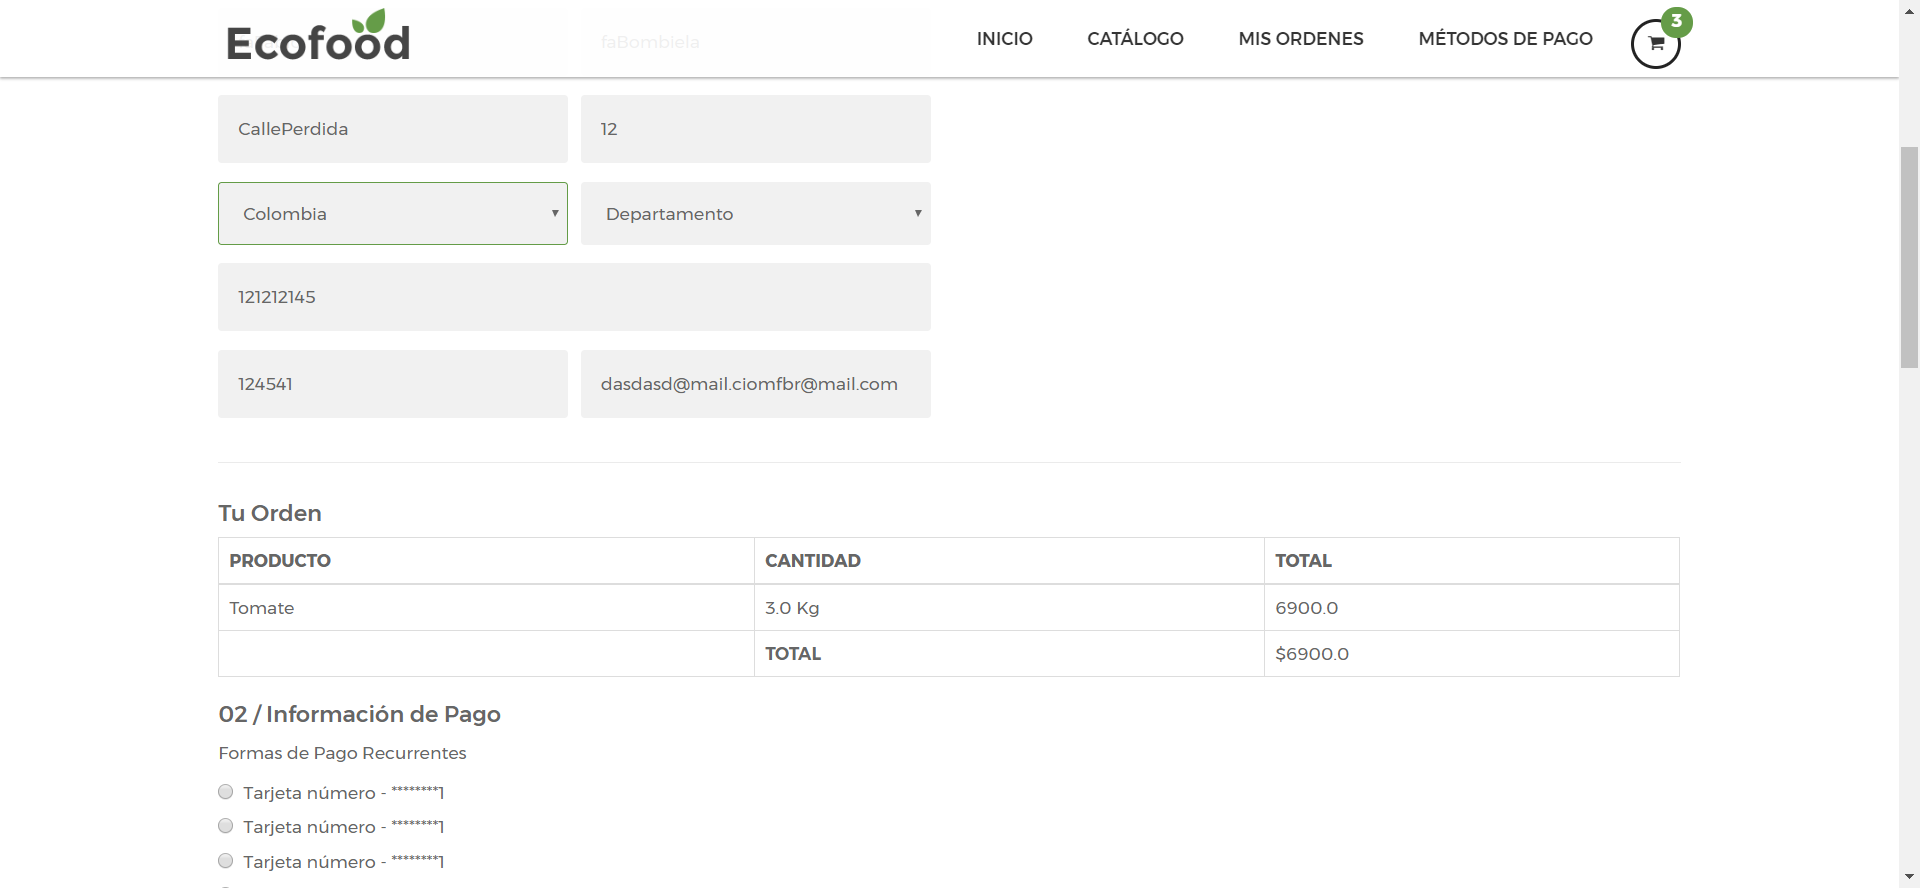 Ecofood
faBombiela
INICIO CATÁLOGO MIS ORDENES MÉTODOS DE PAGO 3
CallePerdida 12
Colombia Departamento
121212145
124541 dasdasd@mail.ciomfbr@mail.com
Tu Orden
PRODUCTO CANTIDAD TOTAL
Tomate 3.0 Kg 6900.0
TOTAL $6900.0
02 / Información de Pago
Formas de Pago Recurrentes
Tarjeta número - ********1
Tarjeta número - ********1
Tarjeta número - ********1